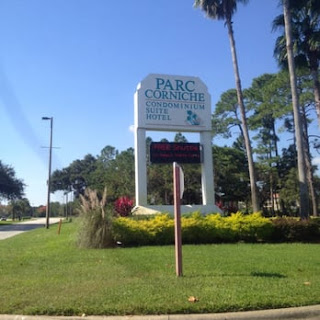 PARC
CORNICHE
CONDOMINIUM
SUITE
HOTEL